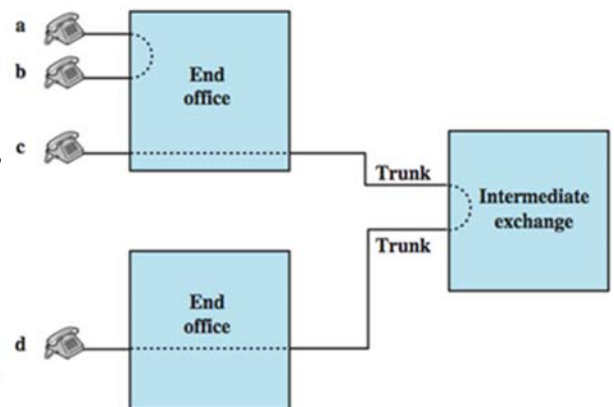 a
b
End
office
c
Trunk
Intermediate
exchange
Trunk
End
office
d